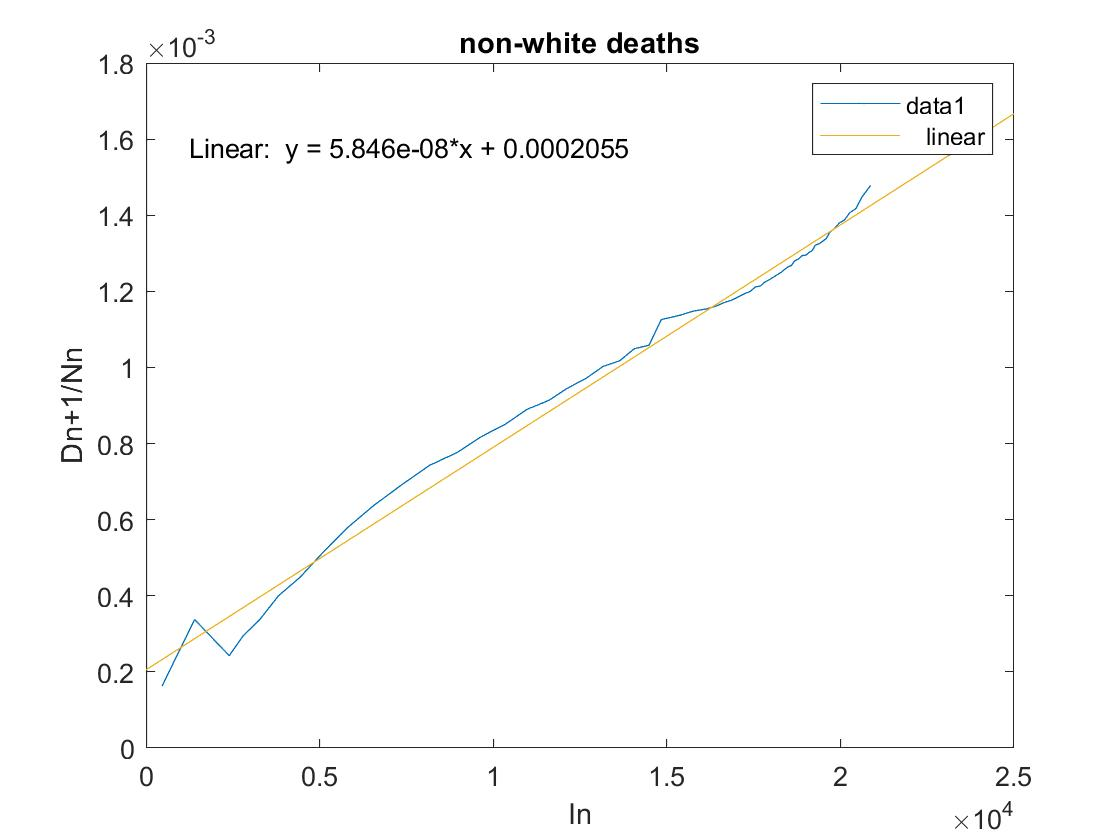 non-white deaths
×10-3
1.8
1.6
1.4
1.2
1
0.8
0.6
0.4
0.2
0
Dn+1/Nn
Linear: y = 5.846e-08*x + 0.0002055
data1
linear
0 0.5 1 1.5 2 2.5
In
×104